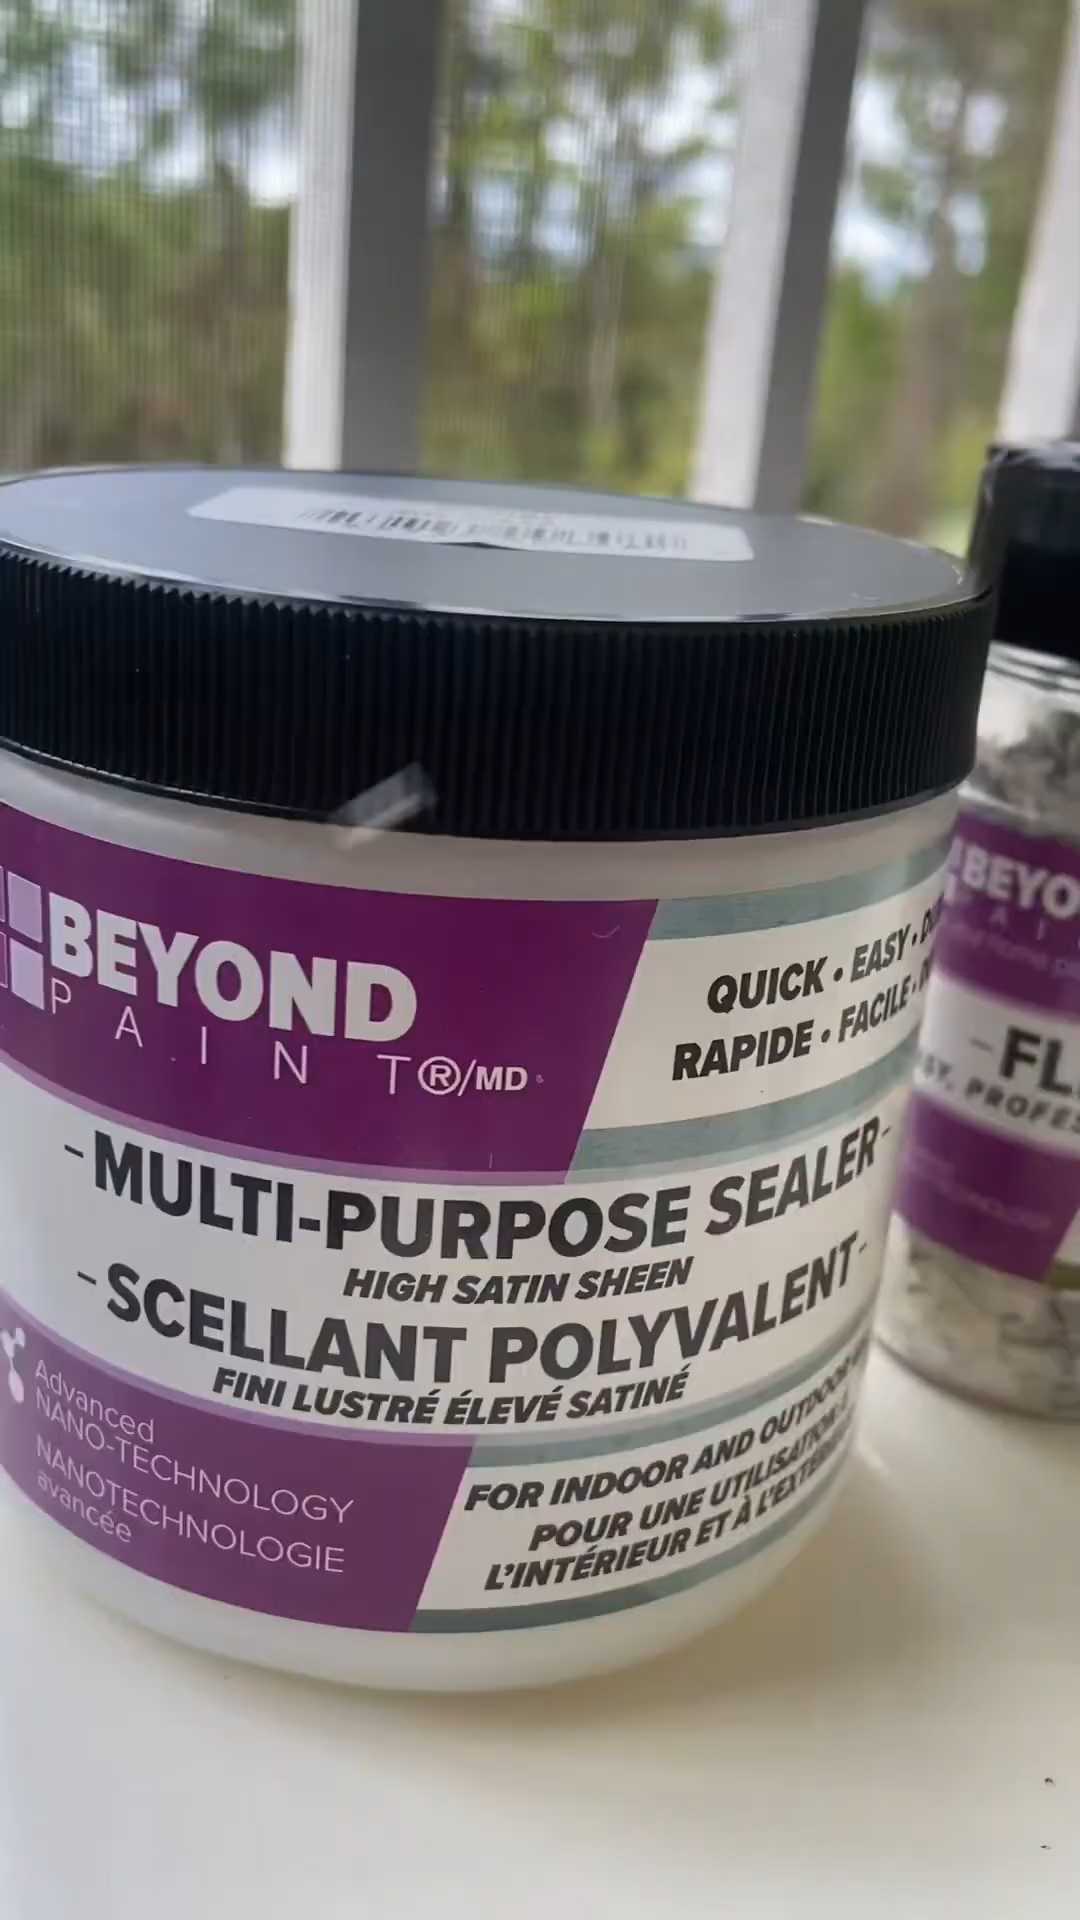 BEYOND
PAINT®/MD
QUICK • EASY •
RAPIDE • FACILE •
-MULTI-PURPOSE SEALER-
HIGH SATIN SHEEN
-SCELLANT POLYVALENT-
FINI LUSTRÉ ÉLEVÉ SATINÉ
Advanced
NANO-TECHNOLOGY
NANOTECHNOLOGIE
avancée
FOR INDOOR AND OUTDOOR
POUR UNE UTILISATION À
L'INTÉRIEUR ET À L'EXTÉRIEUR
BEYO
PAI
-FL